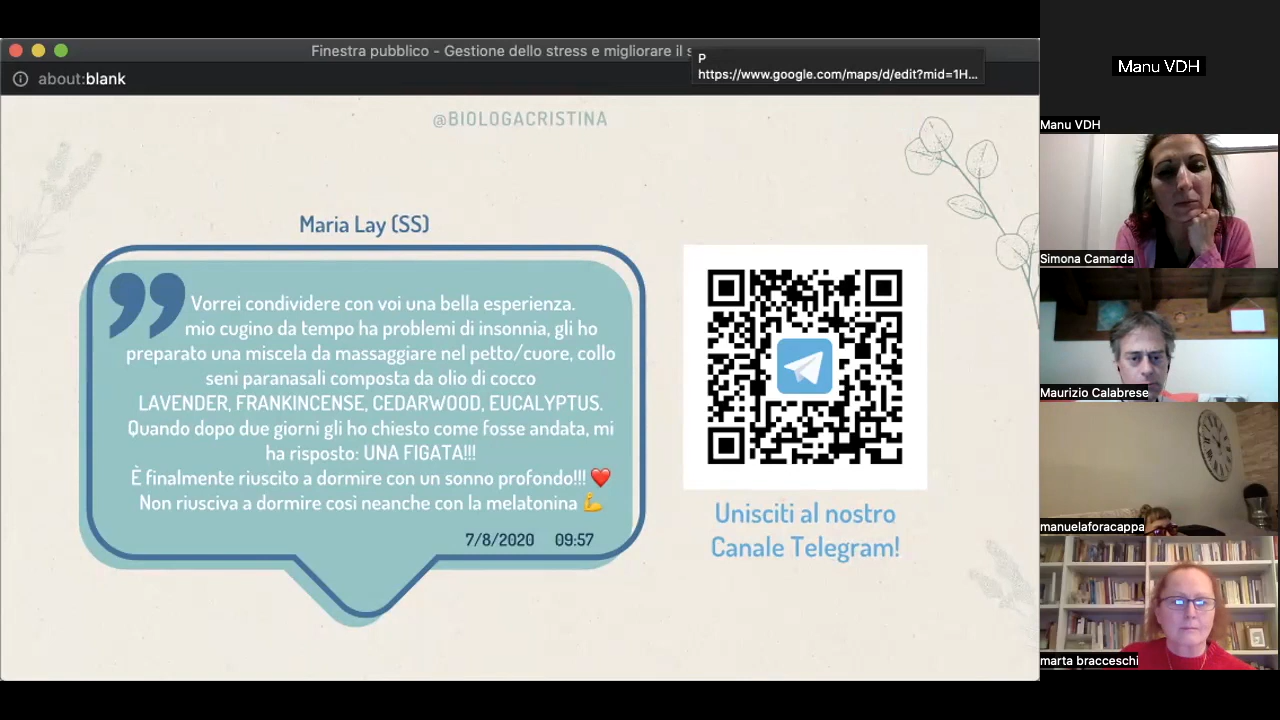 Finestra pubblico - Gestione dello stress e migliorare il s
P
https://www.google.com/maps/d/edit?mid=1H...
about:blank
@BIOLOGACRISTINA
Maria Lay (SS)
Vorrei condividere con voi una bella esperienza.
mio cugino da tempo ha problemi di insonnia, gli ho
preparato una miscela da massaggiare nel petto/cuore, collo
seni paranasali composta da olio di cocco
LAVENDER, FRANKINCENSE, CEDARWOOD, EUCALYPTUS.
Quando dopo due giorni gli ho chiesto come fosse andata, mi
ha risposto: UNA FIGATA!!!
È finalmente riuscito a dormire con un sonno profondo!!! ❤️
Non riusciva a dormire così neanche con la melatonina 💪
7/8/2020 09:57
Unisciti al nostro
Canale Telegram!
Manu VDH
Manu VDH
Simona Camarda
Maurizio Calabrese
manuelaforacappa
marta bracceschi